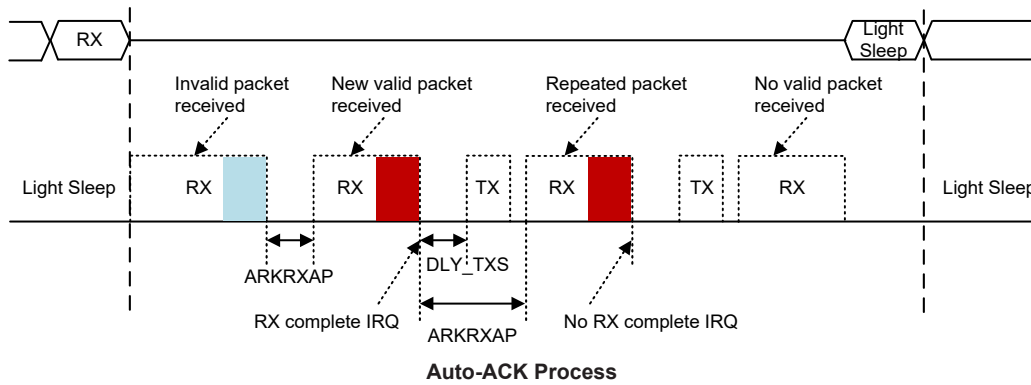 RX
Light
Sleep
Invalid packet
received
New valid packet
received
Repeated packet
received
No valid packet
received
Light Sleep
RX
RX
TX
RX
TX
RX
Light Sleep
ARKRXAP
DLY_TXS
RX complete IRQ
ARKRXAP
No RX complete IRQ
Auto-ACK Process